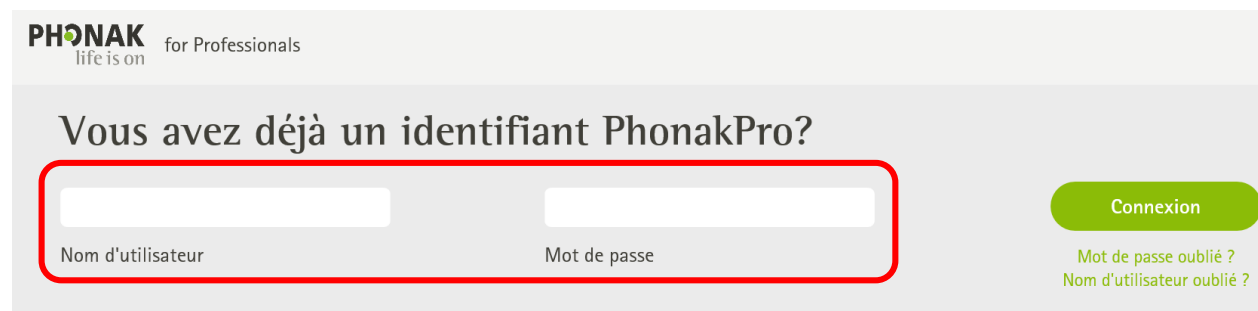 PHONAK
life is on
for Professionals
Vous avez déjà un identifiant PhonakPro?
Nom d'utilisateur
Mot de passe
Connexion
Mot de passe oublié ?
Nom d'utilisateur oublié ?